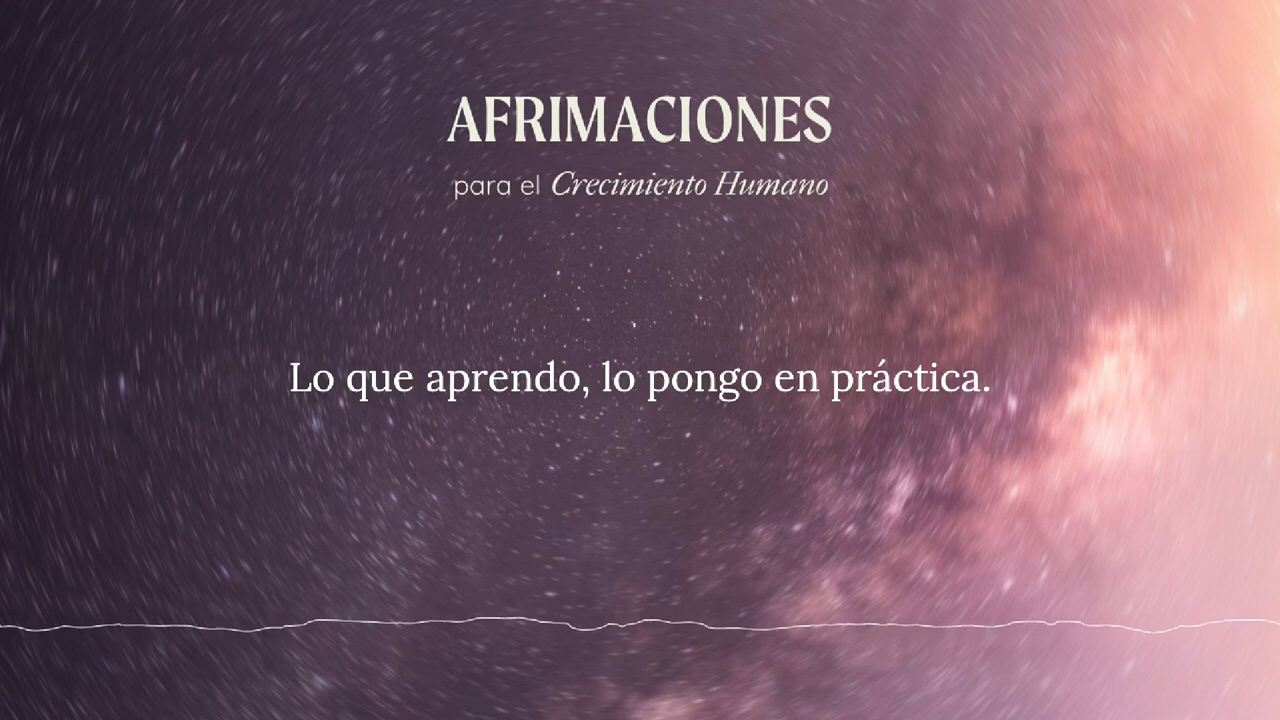 AFRIMACIONES
para el Crecimiento Humano
Lo que aprendo, lo pongo en práctica.